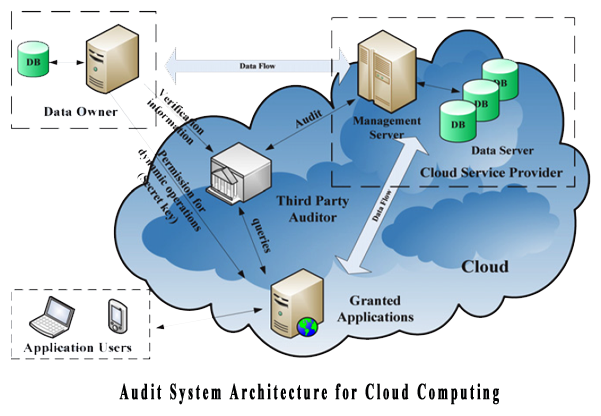 DB
Data Owner
Data Flow
Management
Server
DB
DB
DB
Data Server
Cloud Service Provider
Verification
information
Audit
Permission for
dynamic operations
(secret key)
Third Party
Auditor
queries
Data Flow
Cloud
Granted
Applications
Application Users
Audit System Architecture for Cloud Computing